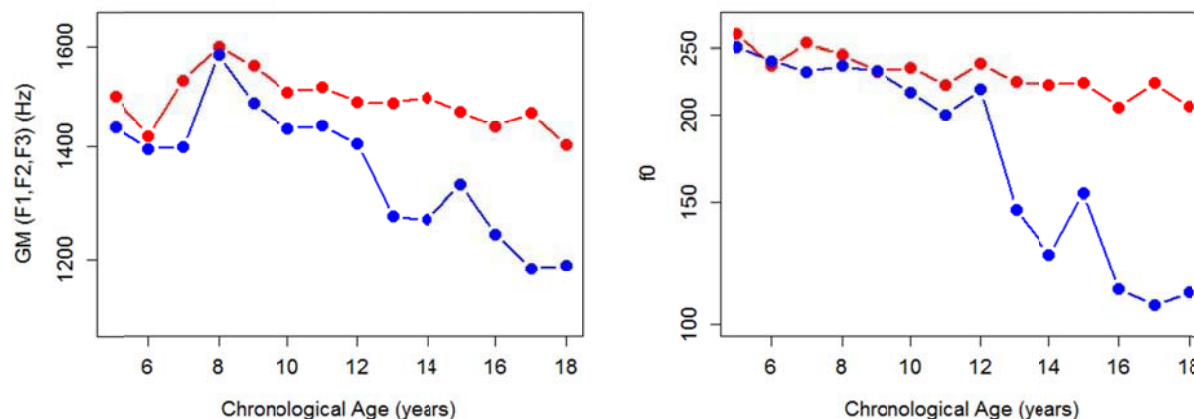 GM (F1,F2,F3) (Hz)
1600
1400
1200
6 8 10 12 14 16 18
Chronological Age (years)
f0
250
200
150
100
6 8 10 12 14 16 18
Chronological Age (years)